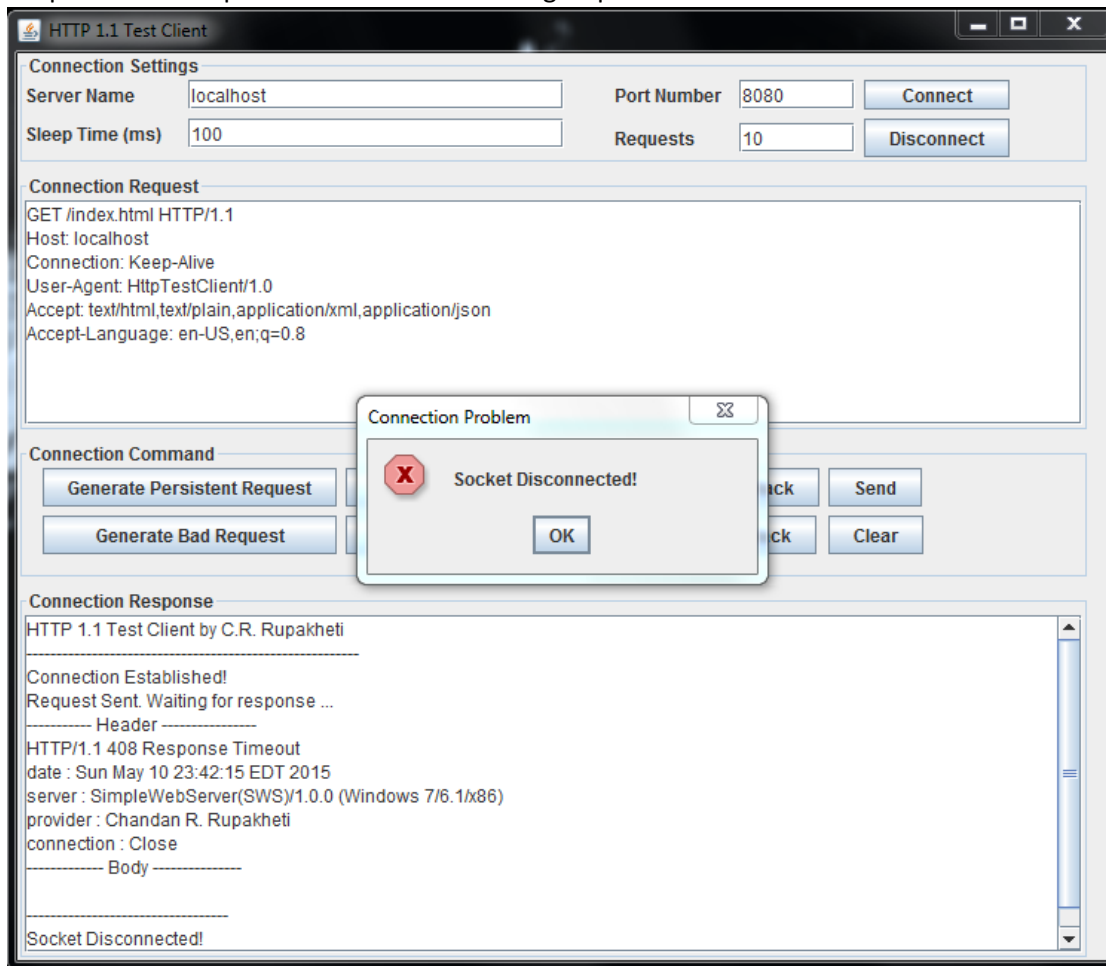 HTTP 1.1 Test Client
Connection Settings
Server Name localhost Port Number 8080 Connect
Sleep Time (ms) 100 Requests 10 Disconnect
Connection Request
GET /index.html HTTP/1.1
Host: localhost
Connection: Keep-Alive
User-Agent: HttpTestClient/1.0
Accept: text/html,text/plain,application/xml,application/json
Accept-Language: en-US,en;q=0.8
Connection Problem
Socket Disconnected!
OK
Connection Command
Generate Persistent Request ack Send
Generate Bad Request ck Clear
Connection Response
HTTP 1.1 Test Client by C.R. Rupakheti
--------------------------------------------------------
Connection Established!
Request Sent. Waiting for response ...
----------- Header ----------------
HTTP/1.1 408 Response Timeout
date : Sun May 10 23:42:15 EDT 2015
server : SimpleWebServer(SWS)/1.0.0 (Windows 7/6.1/x86)
provider : Chandan R. Rupakheti
connection : Close
------------- Body ---------------
----------------------------------
Socket Disconnected!